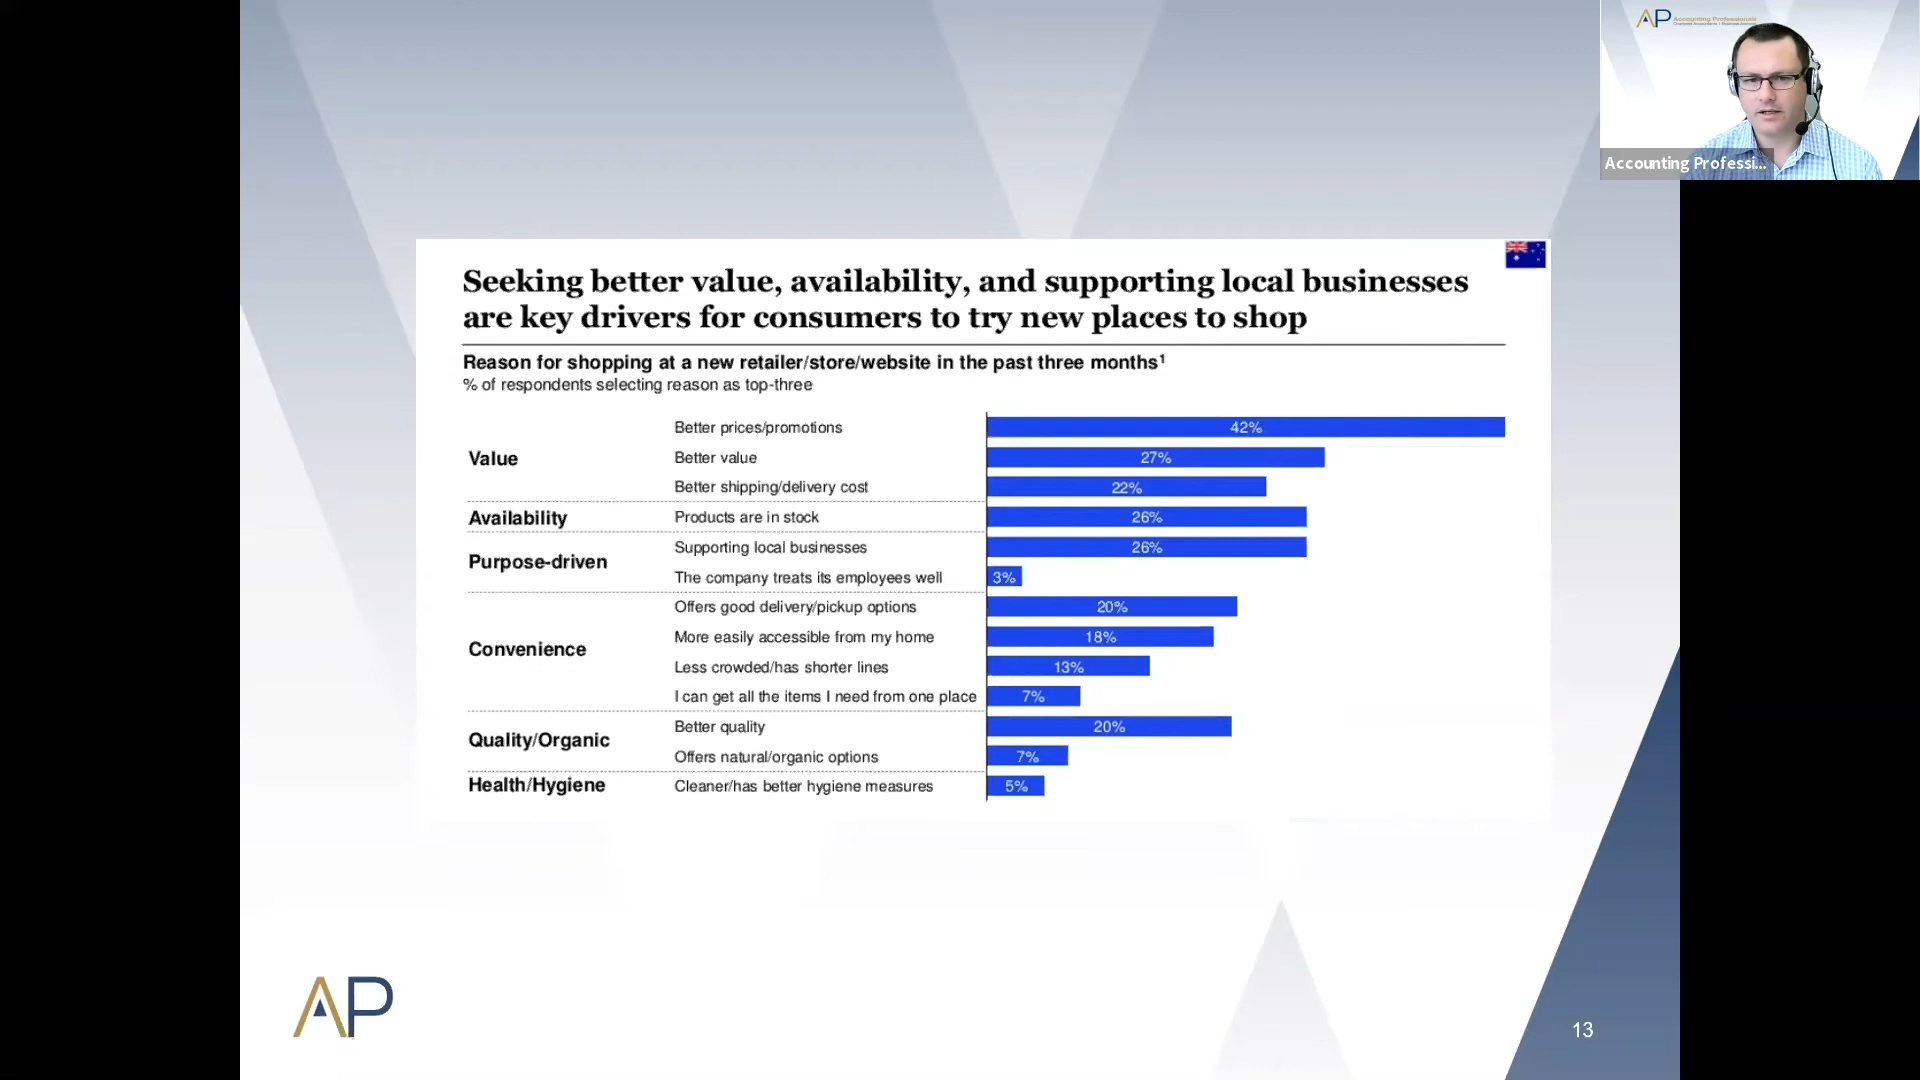 AP Accounting Professionals
Accounting Professi...
Seeking better value, availability, and supporting local businesses
are key drivers for consumers to try new places to shop
Reason for shopping at a new retailer/store/website in the past three months¹
% of respondents selecting reason as top-three
Value
Better prices/promotions 42%
Better value 27%
Better shipping/delivery cost 22%
Availability
Products are in stock 26%
Purpose-driven
Supporting local businesses 26%
The company treats its employees well 3%
Convenience
Offers good delivery/pickup options 20%
More easily accessible from my home 18%
Less crowded/has shorter lines 13%
I can get all the items I need from one place 7%
Quality/Organic
Better quality 20%
Offers natural/organic options 7%
Health/Hygiene
Cleaner/has better hygiene measures 5%
AP
13